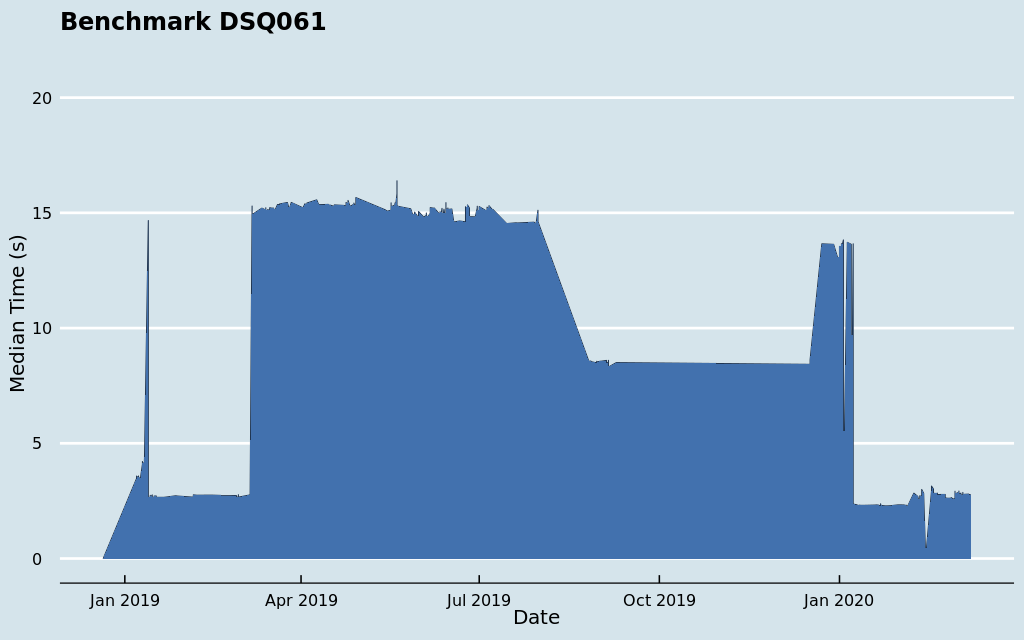 Benchmark DSQ061
Median Time (s)
20
15
10
5
0
Jan 2019
Apr 2019
Jul 2019
Oct 2019
Jan 2020
Date